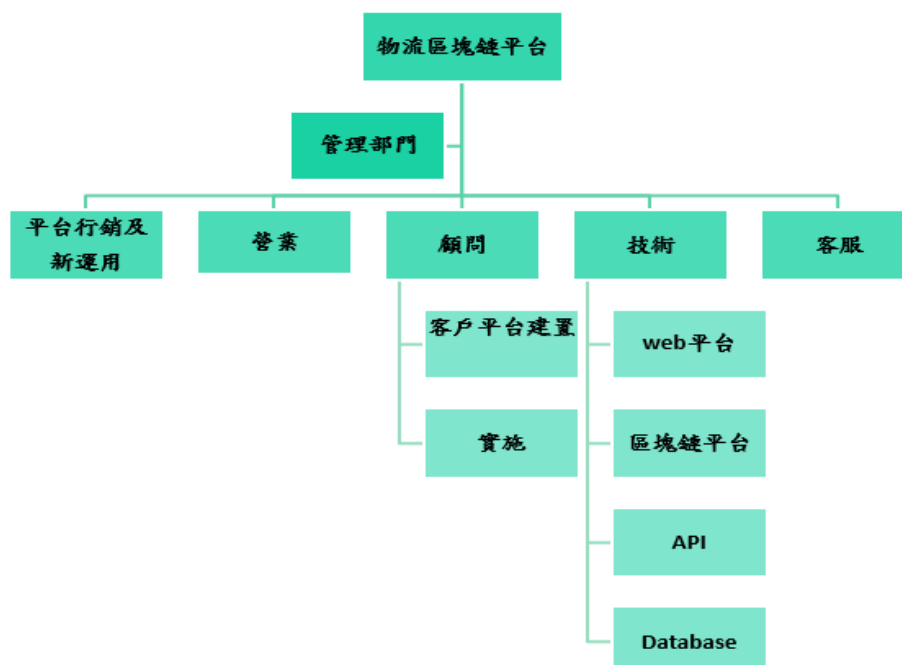 物流區塊鏈平台
管理部門
平台行銷及
新運用
營業
顧問
技術
客服
客戶平台建置
實施
web平台
區塊鏈平台
API
Database